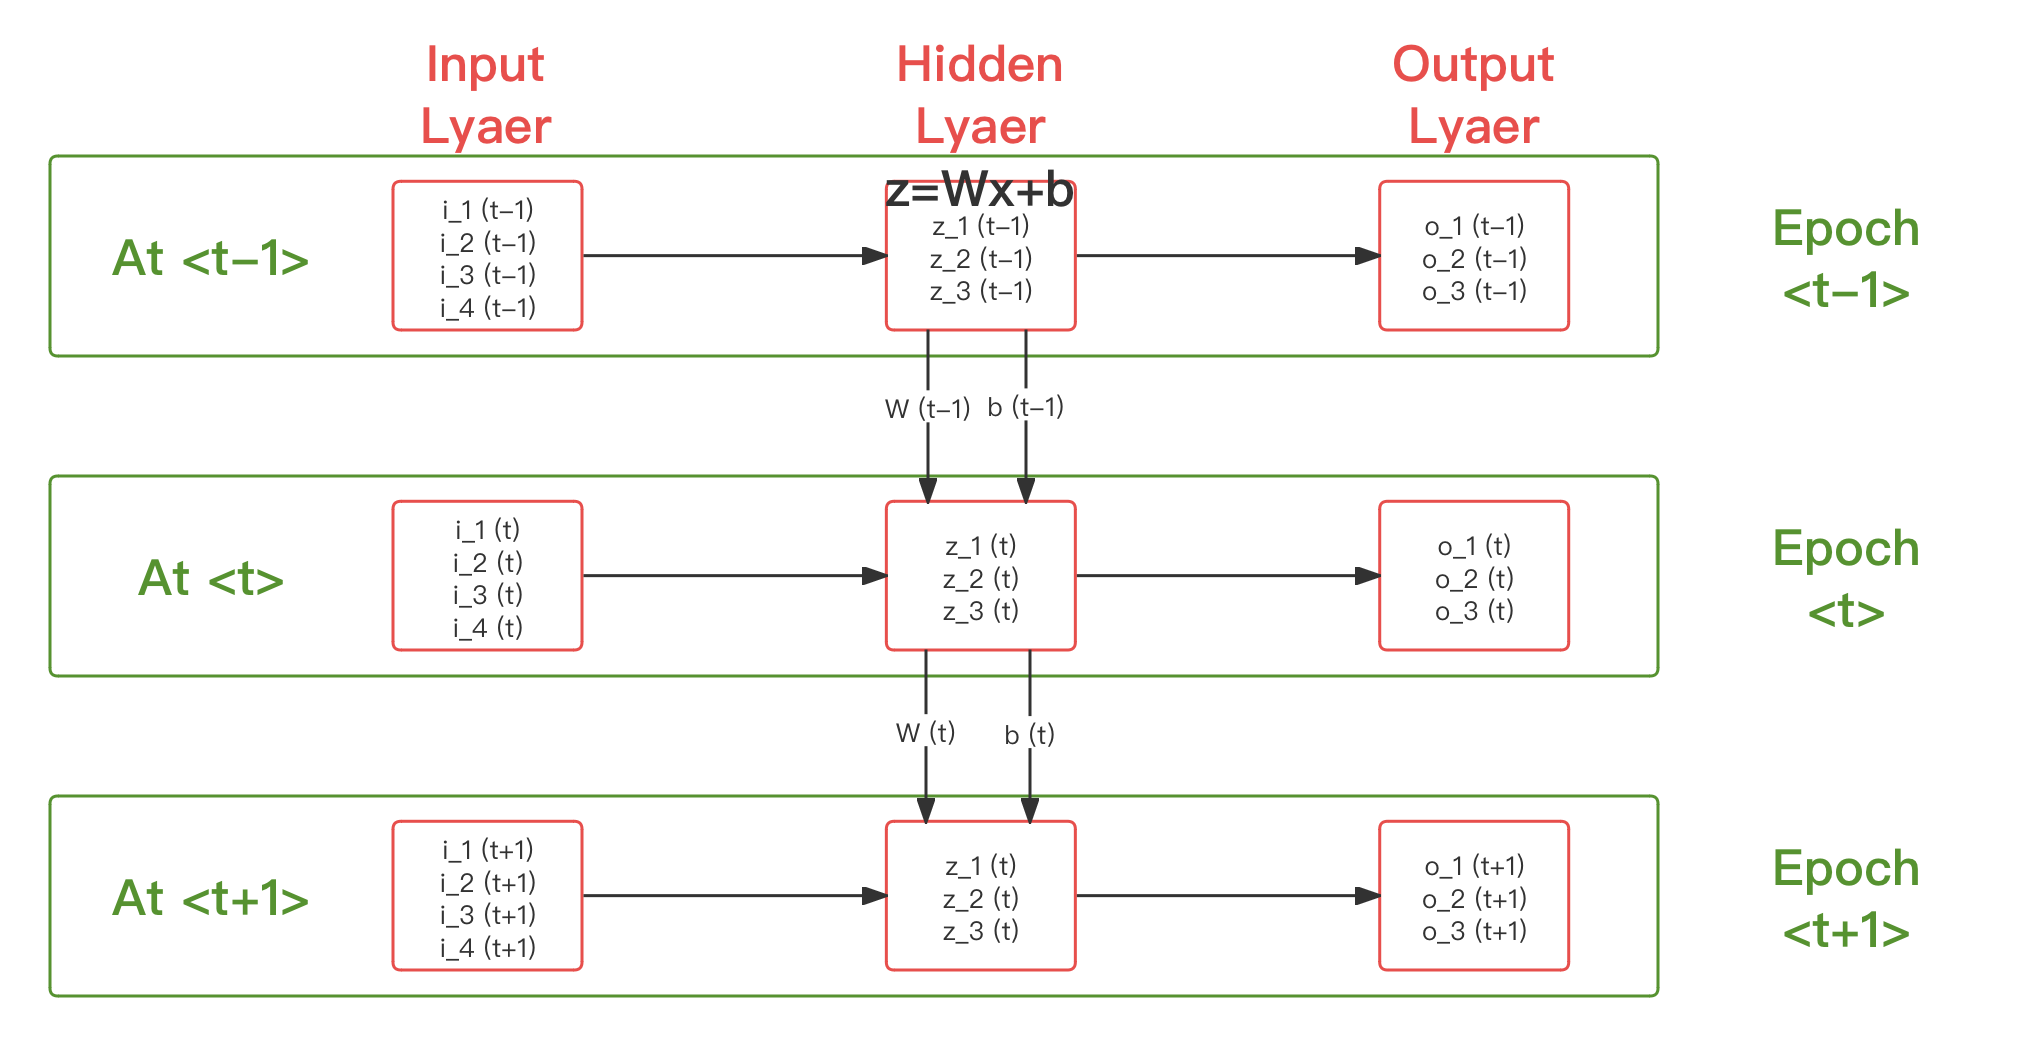 Input
Lyaer
Hidden
Lyaer
Output
Lyaer
z=Wx+b
At <t-1>
i_1 (t-1)
i_2 (t-1)
i_3 (t-1)
i_4 (t-1)
z_1 (t-1)
z_2 (t-1)
z_3 (t-1)
o_1 (t-1)
o_2 (t-1)
o_3 (t-1)
Epoch
<t-1>
W (t-1)
b (t-1)
At <t>
i_1 (t)
i_2 (t)
i_3 (t)
i_4 (t)
z_1 (t)
z_2 (t)
z_3 (t)
o_1 (t)
o_2 (t)
o_3 (t)
Epoch
<t>
W (t)
b (t)
At <t+1>
i_1 (t+1)
i_2 (t+1)
i_3 (t+1)
i_4 (t+1)
z_1 (t)
z_2 (t)
z_3 (t)
o_1 (t+1)
o_2 (t+1)
o_3 (t+1)
Epoch
<t+1>